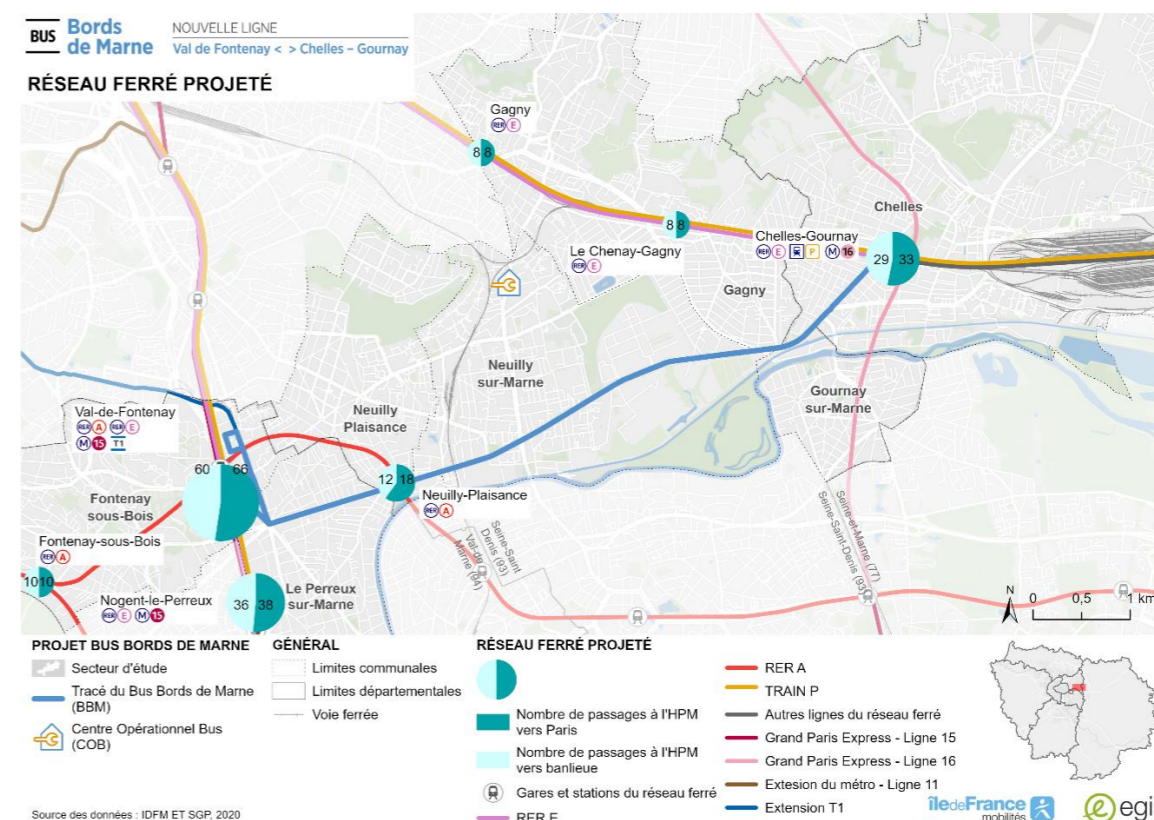 BUS Bords de Marne
NOUVELLE LIGNE
Val de Fontenay < > Chelles – Gournay
RÉSEAU FERRÉ PROJETÉ
Gagny
RER E
8 8
8 8
Le Chenay-Gagny
RER E
Chelles
Chelles-Gournay
RER E P M 16
29 33
Gagny
Neuilly
sur-Marne
Gournay
sur-Marne
Neuilly
Plaisance
Val-de-Fontenay
RER A RER E
M 15 T1
60 66
12 18
Neuilly-Plaisance
RER A
Fontenay
sous-Bois
Fontenay-sous-Bois
RER A
10 10
Nogent-le-Perreux
RER E M 15
36 38
Le Perreux
sur-Marne
Seine-Saint
Denis (93)
Val-de
Marne (94)
Seine-et-Marne (77)
Seine-Saint-Denis (93)
N
0 0,5 1 km
PROJET BUS BORDS DE MARNE
Secteur d'étude
Tracé du Bus Bords de Marne
(BBM)
Centre Opérationnel Bus
(COB)
GÉNÉRAL
Limites communales
Limites départementales
Voie ferrée
RÉSEAU FERRÉ PROJETÉ
Nombre de passages à l'HPM
vers Paris
Nombre de passages à l'HPM
vers banlieue
Gares et stations du réseau ferré
RER E
RER A
TRAIN P
Autres lignes du réseau ferré
Grand Paris Express - Ligne 15
Grand Paris Express - Ligne 16
Extesion du métro - Ligne 11
Extension T1
Source des données : IDFM ET SGP, 2020
île de France
mobilités
egi